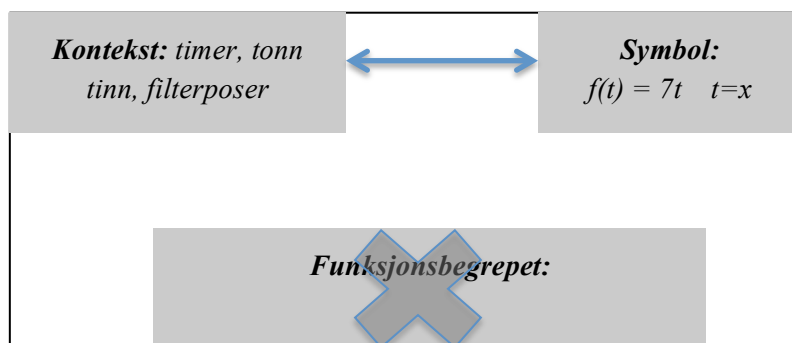 Kontekst: timer, tonn
tinn, filterposer
Symbol:
f(t) = 7t t=x
Funksjonsbegrepet: